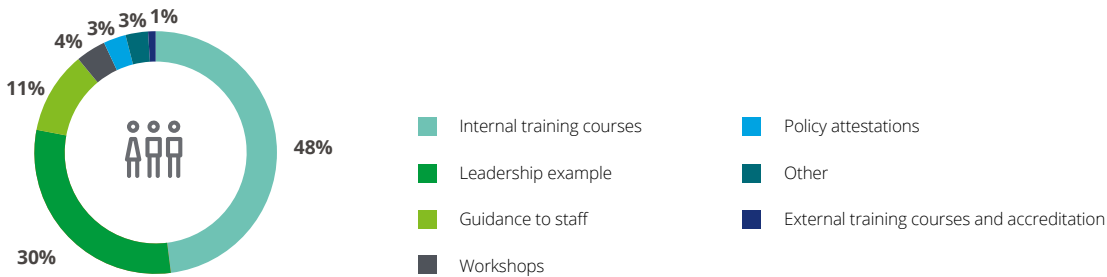 1%
3%
3%
4%
11%
48%
30%
Internal training courses
Leadership example
Guidance to staff
Workshops
Policy attestations
Other
External training courses and accreditation